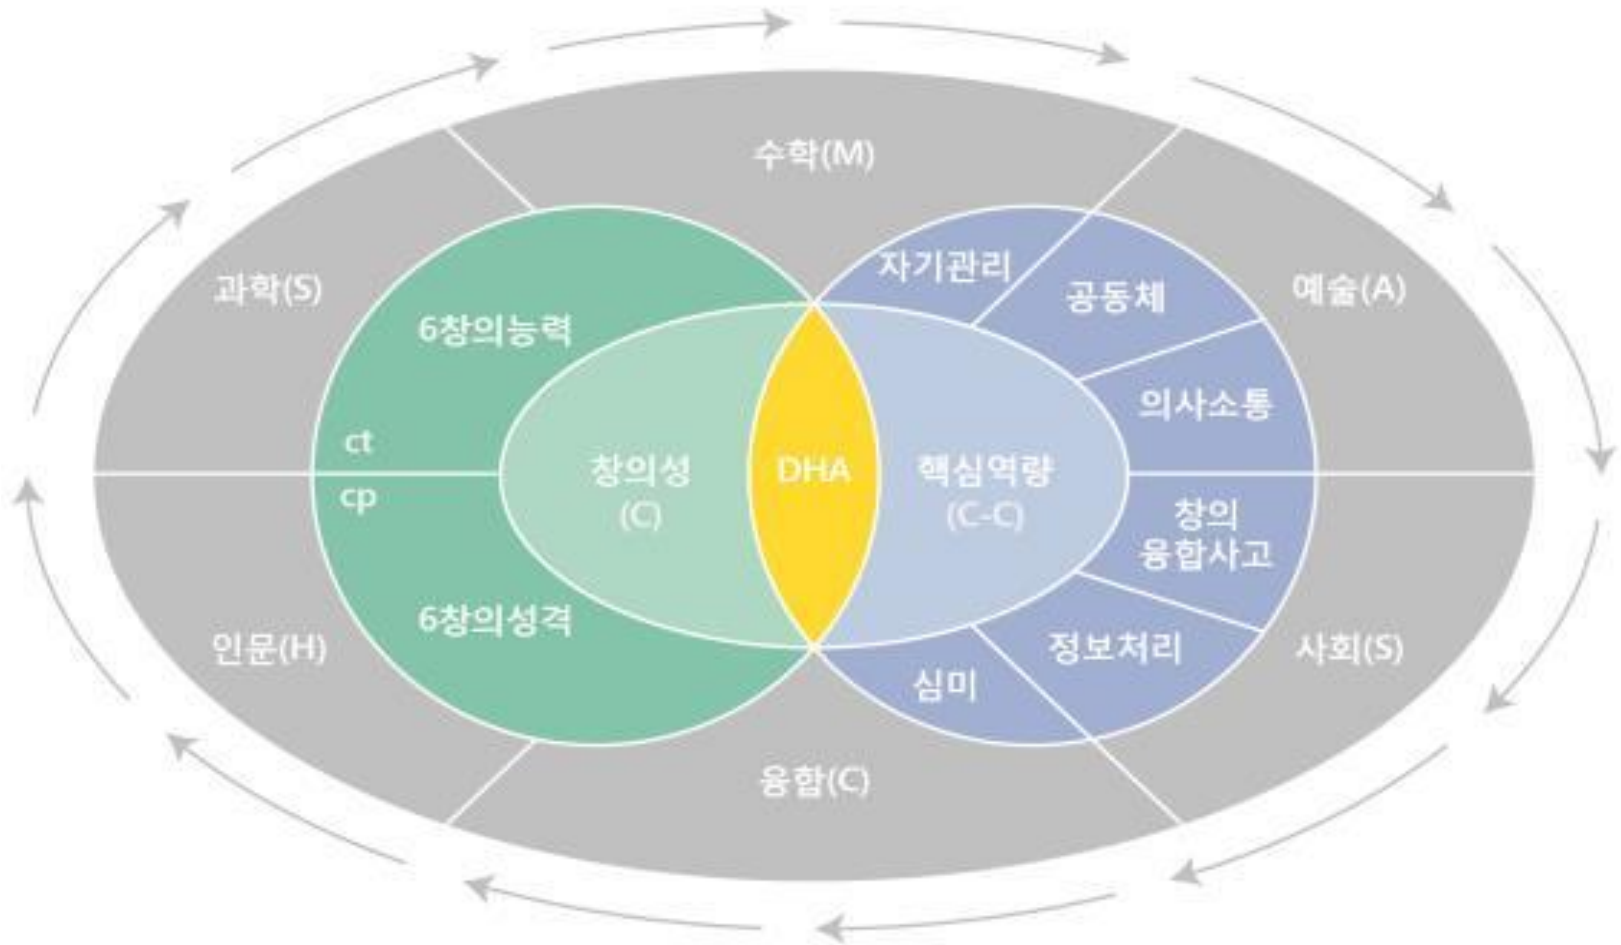 수학(M)
과학(S)
예술(A)
자기관리
공동체
6창의능력
의사소통
ct
cp
창의성
(C)
DHA
핵심역량
(C-C)
창의
융합사고
6창의성격
정보처리
인문(H)
사회(S)
심미
융합(C)